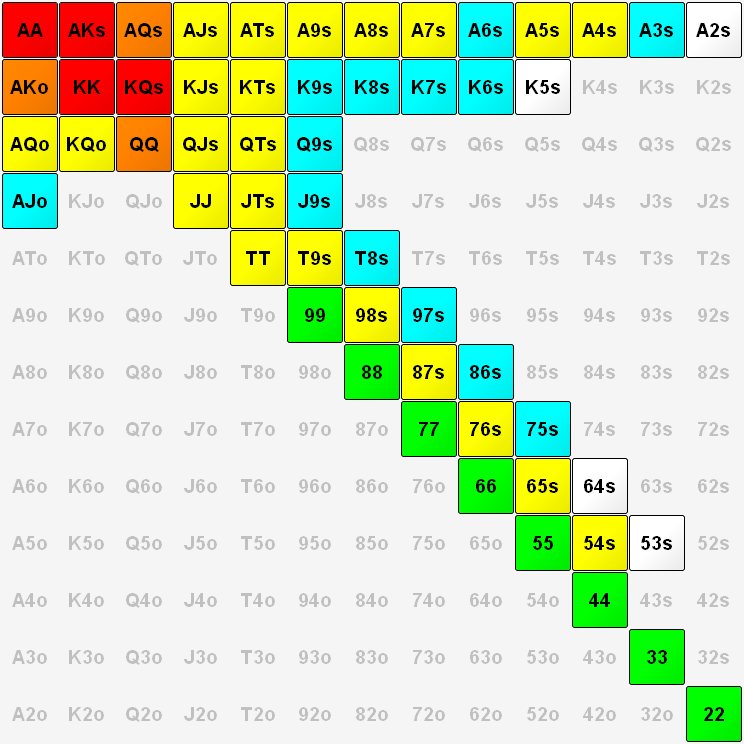 AA AKs AQs AJs ATs A9s A8s A7s A6s A5s A4s A3s A2s
AKo KK KQs KJs KTs K9s K8s K7s K6s K5s K4s K3s K2s
AQo KQo QQ QJs QTs Q9s Q8s Q7s Q6s Q5s Q4s Q3s Q2s
AJo KJo QJo JJ JTs J9s J8s J7s J6s J5s J4s J3s J2s
ATo KTo QTo JTo TT T9s T8s T7s T6s T5s T4s T3s T2s
A9o K9o Q9o J9o T9o 99 98s 97s 96s 95s 94s 93s 92s
A8o K8o Q8o J8o T8o 98o 88 87s 86s 85s 84s 83s 82s
A7o K7o Q7o J7o T7o 97o 87o 77 76s 75s 74s 73s 72s
A6o K6o Q6o J6o T6o 96o 86o 76o 66 65s 64s 63s 62s
A5o K5o Q5o J5o T5o 95o 85o 75o 65o 55 54s 53s 52s
A4o K4o Q4o J4o T4o 94o 84o 74o 64o 54o 44 43s 42s
A3o K3o Q3o J3o T3o 93o 83o 73o 63o 53o 43o 33 32s
A2o K2o Q2o J2o T2o 92o 82o 72o 62o 52o 42o 32o 22